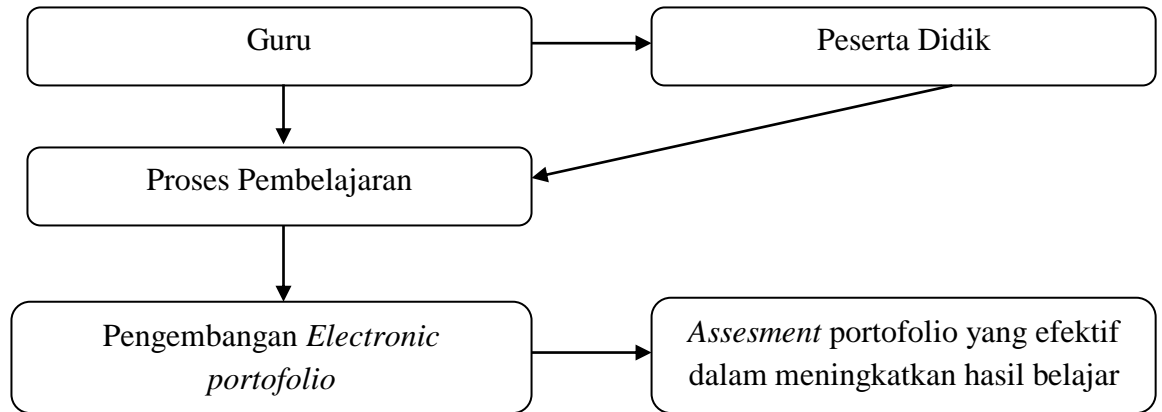 Guru
Peserta Didik
Proses Pembelajaran
Pengembangan Electronic
portofolio
Assesment portofolio yang efektif
dalam meningkatkan hasil belajar